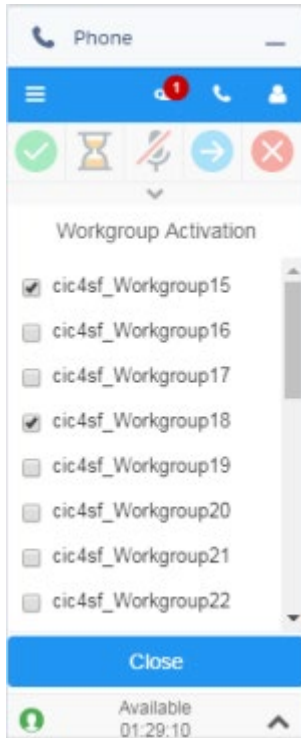 Phone
1
Workgroup Activation
cic4sf_Workgroup15
cic4sf_Workgroup16
cic4sf_Workgroup17
cic4sf_Workgroup18
cic4sf_Workgroup19
cic4sf_Workgroup20
cic4sf_Workgroup21
cic4sf_Workgroup22
Close
Available
01:29:10